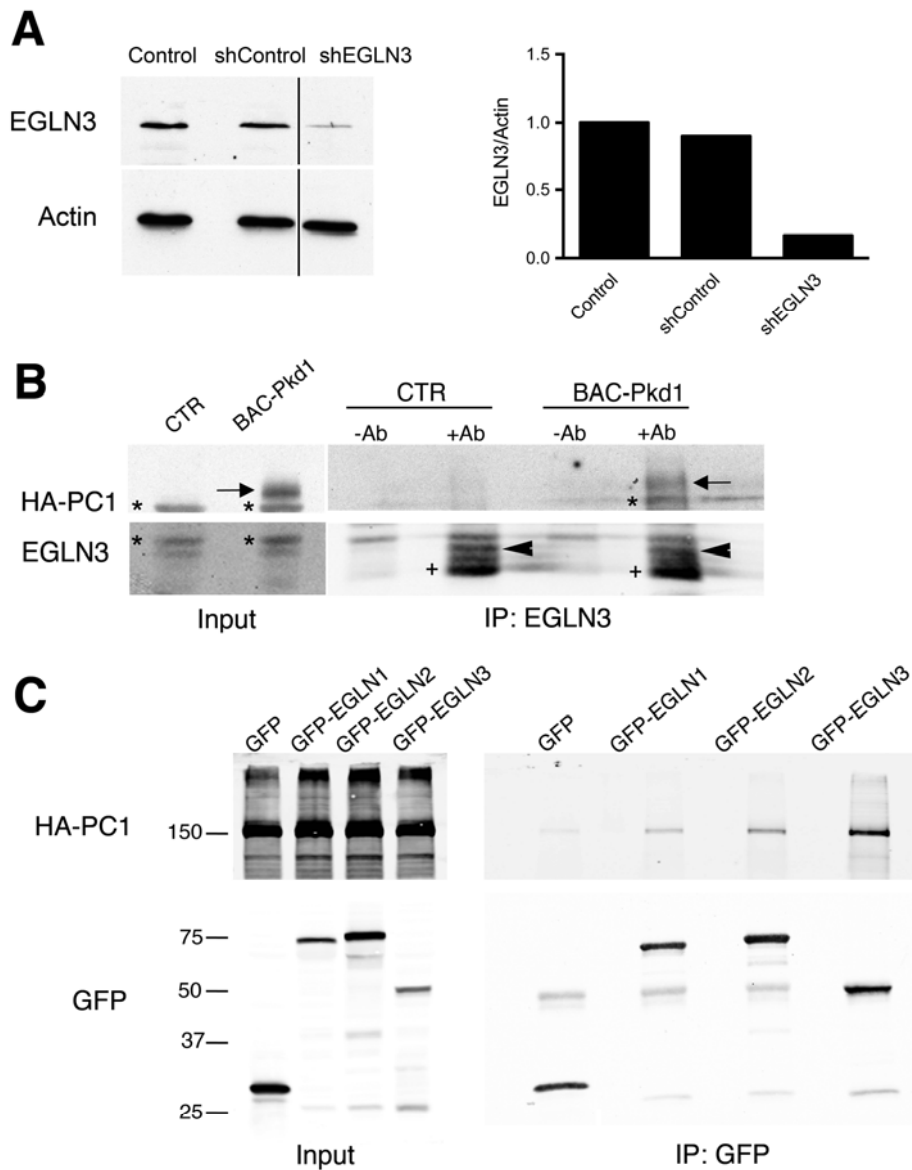 A
Control shControl shEGLN3
EGLN3
Actin
EGLN3/Actin
1.5
1.0
0.5
0.0
Control
shControl
shEGLN3
B
CTR
BAC-Pkd1
CTR
BAC-Pkd1
-Ab +Ab -Ab +Ab
HA-PC1
* * *
EGLN3
* *
+ +
Input
IP: EGLN3
C
GFP
GFP-EGLN1
GFP-EGLN2
GFP-EGLN3
GFP
GFP-EGLN1
GFP-EGLN2
GFP-EGLN3
HA-PC1
150
GFP
75
50
37
25
Input
IP: GFP